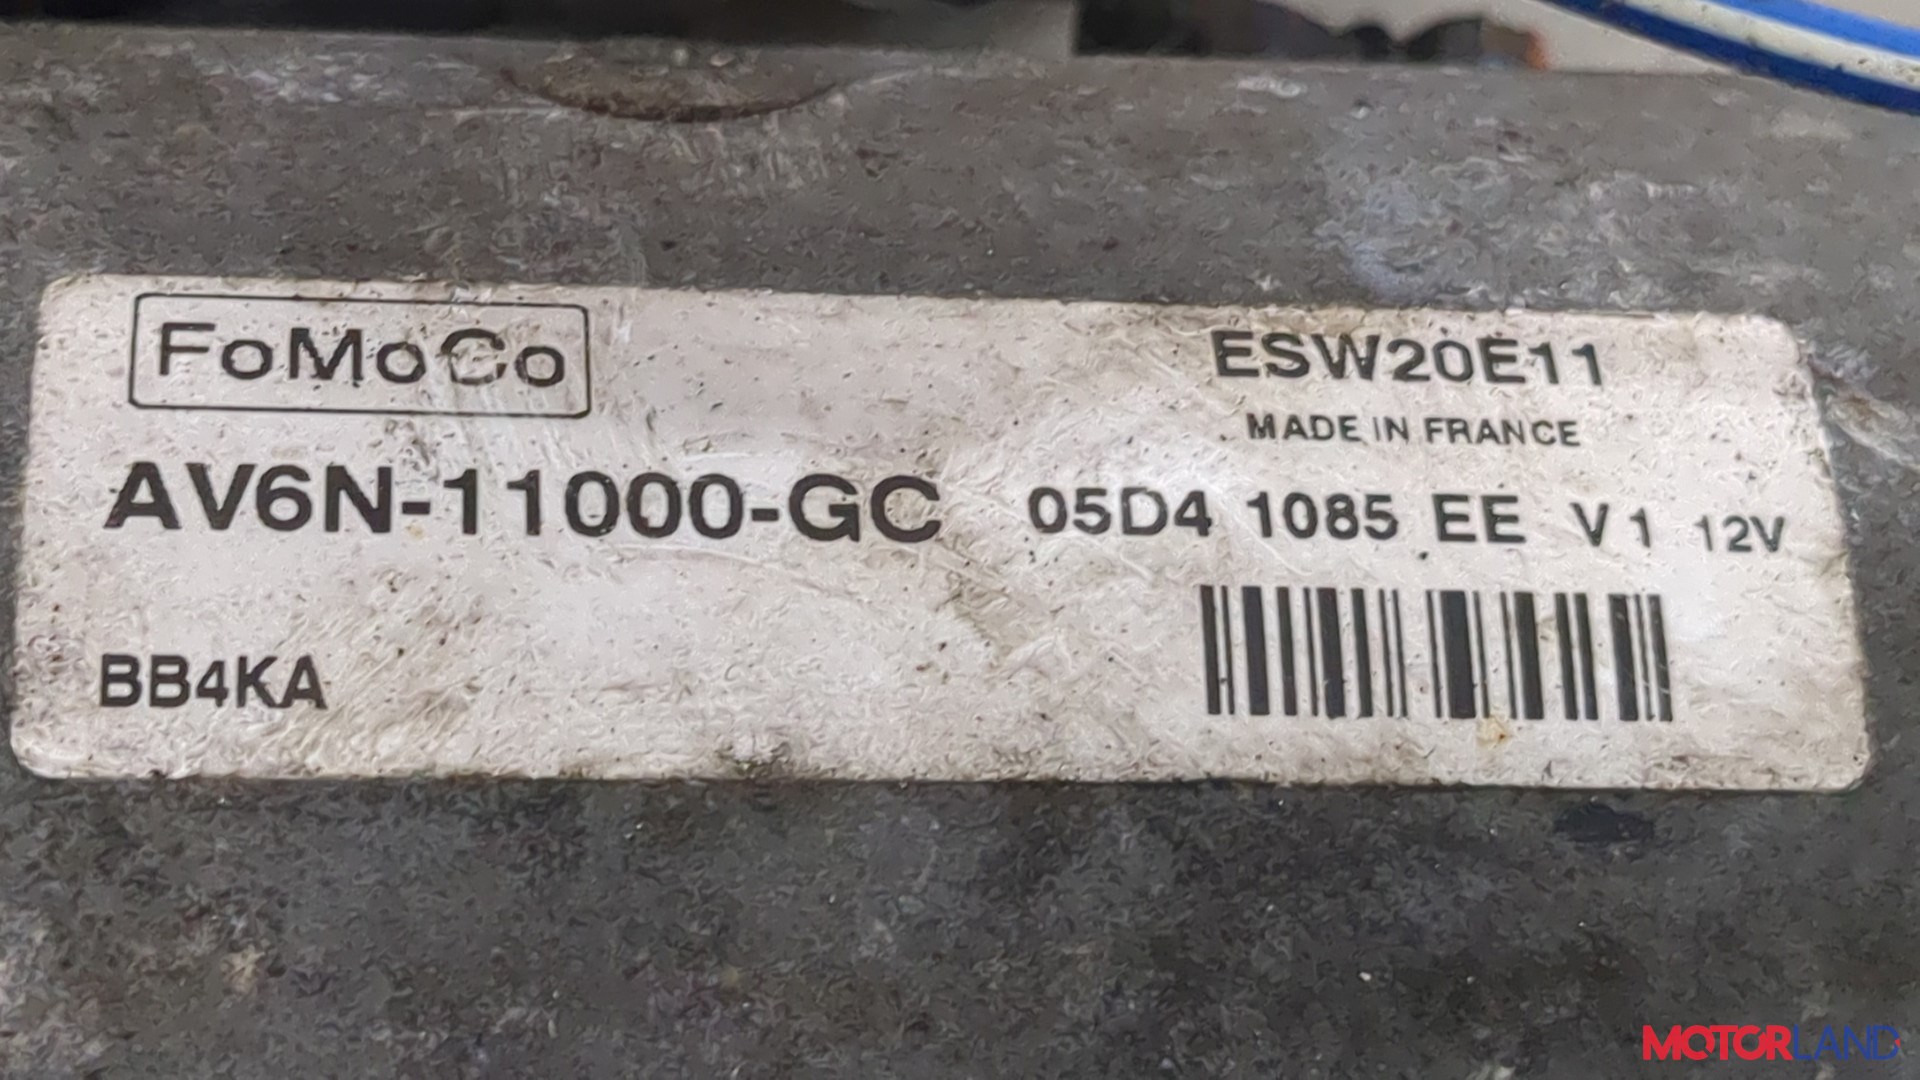 FoMoCo
ESW20E11
MADE IN FRANCE
AV6N-11000-GC 05D4 1085 EE V1 12V
BB4KA
MOTORLAND